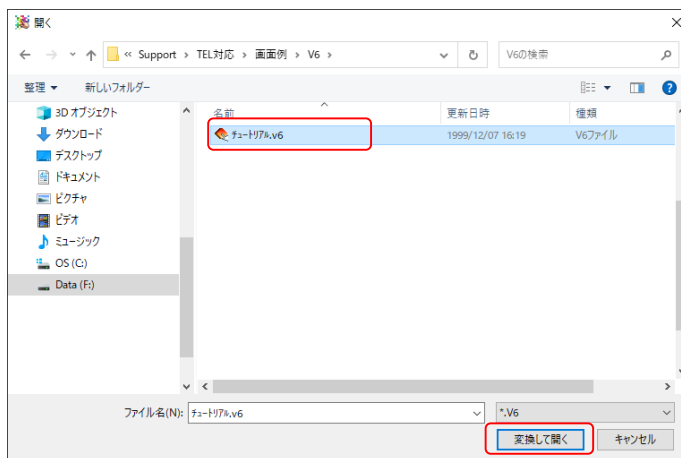 開く
« Support › TEL対応 › 画面例 › V6 ›
V6の検索
整理 新しいフォルダー
名前 更新日時 種類
3D オブジェクト
ダウンロード
デスクトップ
ドキュメント
ピクチャ
ビデオ
ミュージック
OS (C:)
Data (F:)
ﾁｭｰﾄﾘｱﾙ.v6 1999/12/07 16:19 V6ファイル
ファイル名(N): ﾁｭｰﾄﾘｱﾙ.v6 *.V6
変換して開く キャンセル